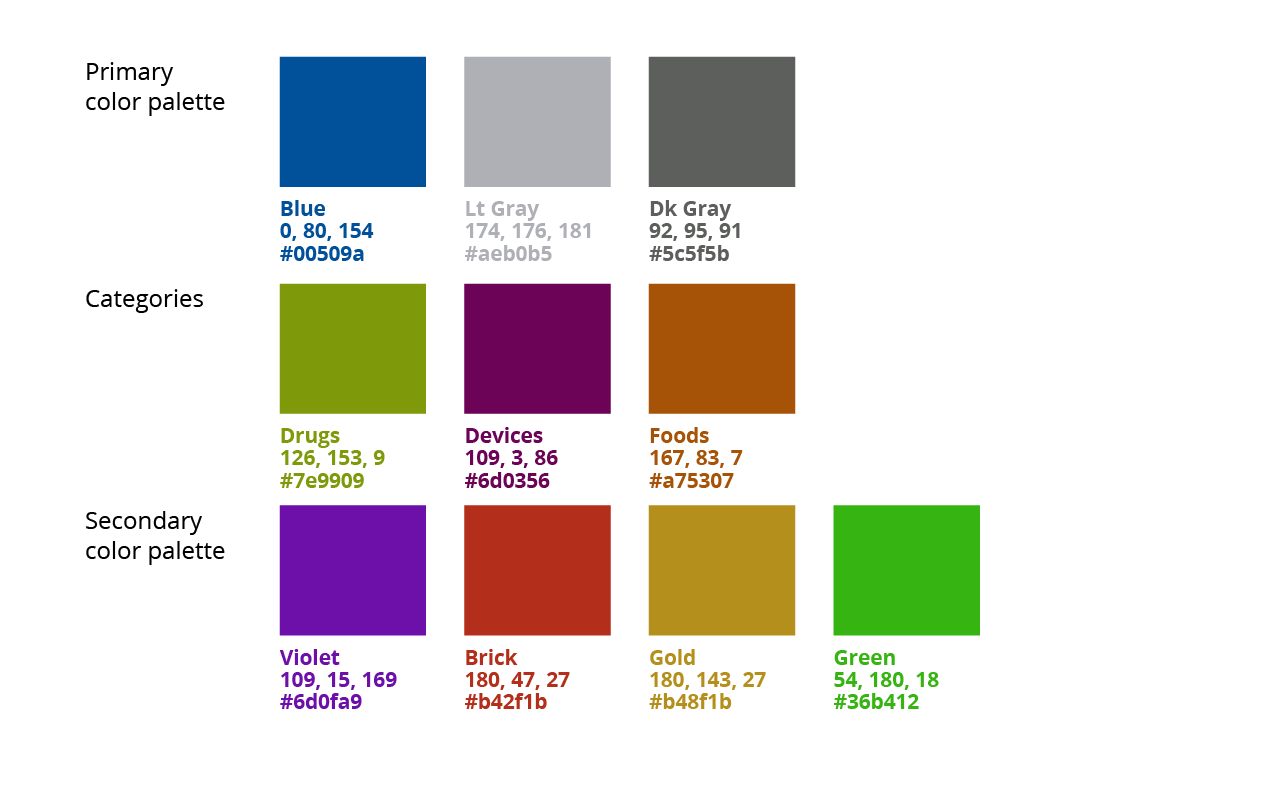 Primary
color palette
Blue
0, 80, 154
#00509a
Lt Gray
174, 176, 181
#aeb0b5
Dk Gray
92, 95, 91
#5c5f5b
Categories
Drugs
126, 153, 9
#7e9909
Devices
109, 3, 86
#6d0356
Foods
167, 83, 7
#a75307
Secondary
color palette
Violet
109, 15, 169
#6d0fa9
Brick
180, 47, 27
#b42f1b
Gold
180, 143, 27
#b48f1b
Green
54, 180, 18
#36b412